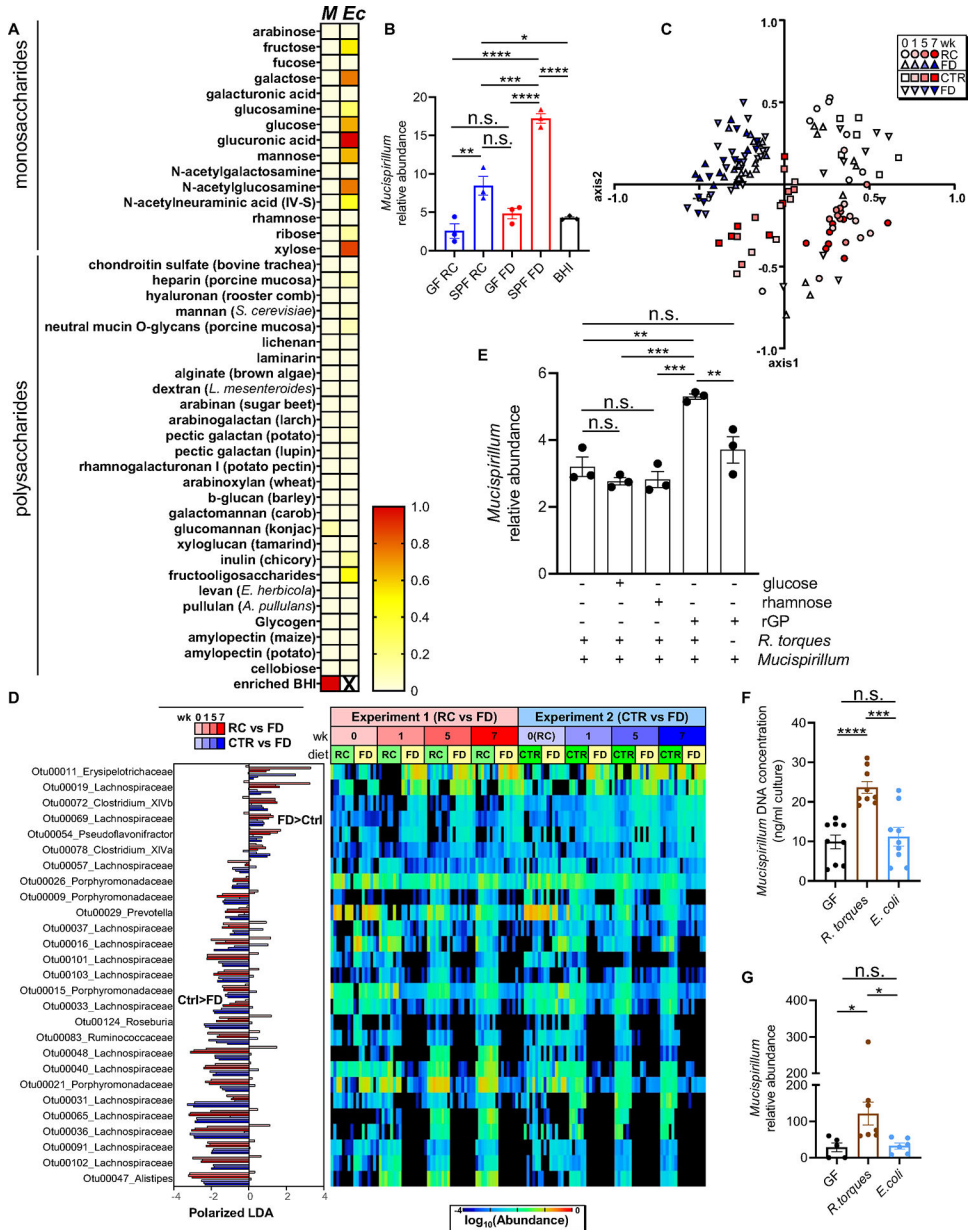 A
M Ec
monosaccharides
arabinose
fructose
fucose
galactose
galacturonic acid
glucosamine
glucose
glucuronic acid
mannose
N-acetylgalactosamine
N-acetylglucosamine
N-acetylneuraminic acid (IV-S)
rhamnose
ribose
xylose
polysaccharides
chondroitin sulfate (bovine trachea)
heparin (porcine mucosa)
hyaluronan (rooster comb)
mannan (S. cerevisiae)
neutral mucin O-glycans (porcine mucosa)
lichenan
laminarin
alginate (brown algae)
dextran (L. mesenteroides)
arabinan (sugar beet)
arabinogalactan (larch)
pectic galactan (potato)
pectic galactan (lupin)
rhamnogalacturonan I (potato pectin)
arabinoxylan (wheat)
b-glucan (barley)
galactomannan (carob)
glucomannan (konjac)
xyloglucan (tamarind)
inulin (chicory)
fructooligosaccharides
levan (E. herbicola)
pullulan (A. pullulans)
Glycogen
amylopectin (maize)
amylopectin (potato)
cellobiose
enriched BHI
X
1.0
0.8
0.6
0.4
0.2
0
B
*
****
***
****
n.s.
****
n.s.
**
Mucispirillum
relative abundance
20
15
10
5
0
GF RC
SPF RC
GF FD
SPF FD
BHI
C
0 1 5 7 wk
RC
FD
CTR
FD
1.0
0.5
axis2
-1.0
-0.5
0.5
1.0
-0.5
-1.0
axis1
E
n.s.
**
***
***
**
n.s.
n.s.
Mucispirillum
relative abundance
6
4
2
0
- + - - - glucose
- - + - - rhamnose
- - - + + rGP
+ + + + - R. torques
+ + + + + Mucispirillum
D
wk 0 1 5 7
RC vs FD
CTR vs FD
Experiment 1 (RC vs FD) Experiment 2 (CTR vs FD)
wk 0 1 5 7 0(RC) 1 5 7
diet RC FD RC FD RC FD RC FD CTR FD CTR FD CTR FD CTR FD
Otu00011_Erysipelotrichaceae
Otu00019_Lachnospiraceae
Otu00072_Clostridium_XlVb
Otu00069_Lachnospiraceae
FD>Ctrl
Otu00054_Pseudoflavonifractor
Otu00078_Clostridium_XlVa
Otu00057_Lachnospiraceae
Otu00026_Porphyromonadaceae
Otu00009_Porphyromonadaceae
Otu00029_Prevotella
Otu00037_Lachnospiraceae
Otu00016_Lachnospiraceae
Otu00101_Lachnospiraceae
Otu00103_Lachnospiraceae
Otu00015_Porphyromonadaceae
Ctrl>FD
Otu00033_Lachnospiraceae
Otu00124_Roseburia
Otu00083_Ruminococcaceae
Otu00048_Lachnospiraceae
Otu00040_Lachnospiraceae
Otu00021_Porphyromonadaceae
Otu00031_Lachnospiraceae
Otu00065_Lachnospiraceae
Otu00036_Lachnospiraceae
Otu00091_Lachnospiraceae
Otu00102_Lachnospiraceae
Otu00047_Alistipes
-4 -2 0 2 4
Polarized LDA
-4 0
log10(Abundance)
F
n.s.
***
****
Mucispirillum DNA concentration
(ng/ml culture)
40
30
20
10
0
GF
R. torques
E. coli
G
n.s.
*
*
Mucispirillum
relative abundance
400
300
200
200
100
0
GF
R.torques
E.coli